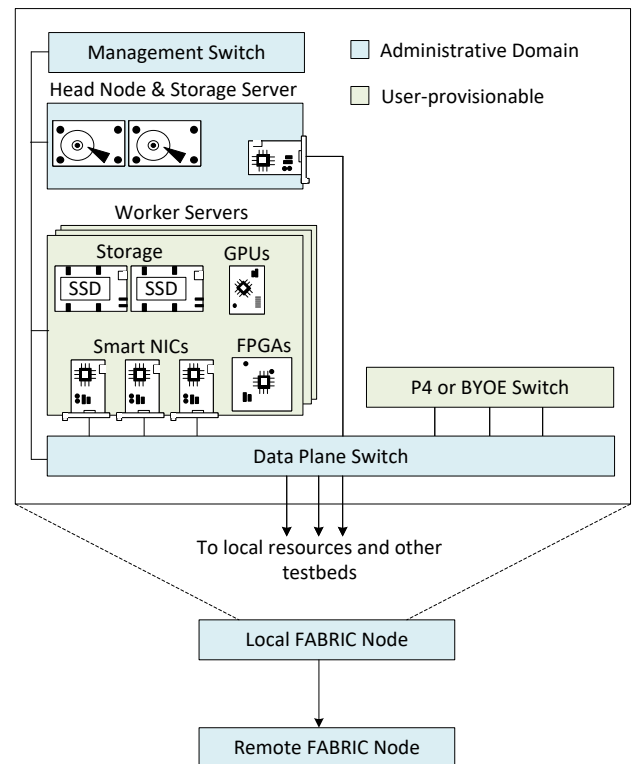 Management Switch
Administrative Domain
User-provisionable
Head Node & Storage Server
Worker Servers
Storage
GPUs
SSD
SSD
Smart NICs
FPGAs
P4 or BYOE Switch
Data Plane Switch
To local resources and other
testbeds
Local FABRIC Node
Remote FABRIC Node